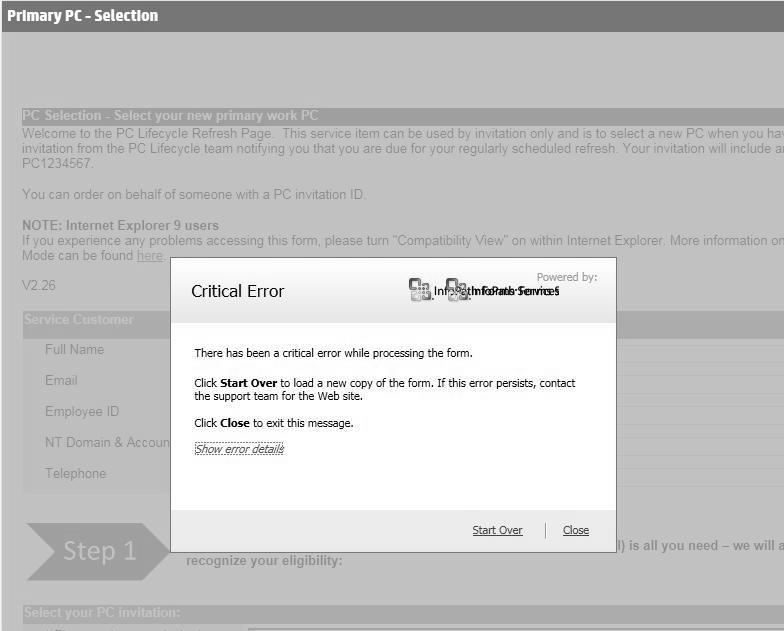 Primary PC - Selection
PC Selection - Select your new primary work PC
Welcome to the PC Lifecycle Refresh Page. This service item can be used by invitation only and is to select a new PC when you hav
invitation from the PC Lifecycle team notifying you that you are due for your regularly scheduled refresh. Your invitation will include a
PC1234567.
You can order on behalf of someone with a PC invitation ID.
NOTE: Internet Explorer 9 users
If you experience any problems accessing this form, please turn "Compatibility View" on within Internet Explorer. More information on
Mode can be found here.
V2.26
Critical Error
Powered by:
InfoPath Forms Services
There has been a critical error while processing the form.
Click Start Over to load a new copy of the form. If this error persists, contact
the support team for the Web site.
Click Close to exit this message.
Show error details
Start Over
Close
Service Customer
Full Name
Email
Employee ID
NT Domain & Accoun
Telephone
Step 1
l) is all you need – we will a
recognize your eligibility:
Select your PC invitation: